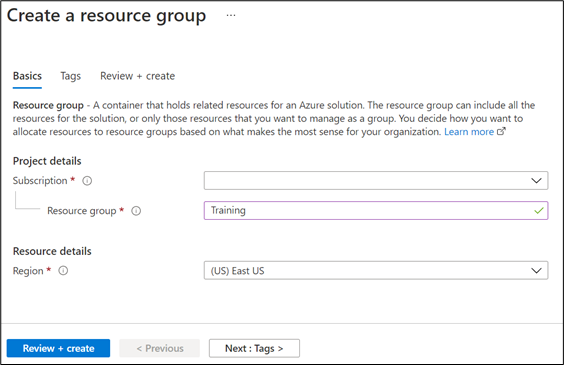 Create a resource group ...
Basics Tags Review + create
Resource group - A container that holds related resources for an Azure solution. The resource group can include all the
resources for the solution, or only those resources that you want to manage as a group. You decide how you want to
allocate resources to resource groups based on what makes the most sense for your organization. Learn more
Project details
Subscription *
Resource group * Training
Resource details
Region * (US) East US
Review + create < Previous Next : Tags >